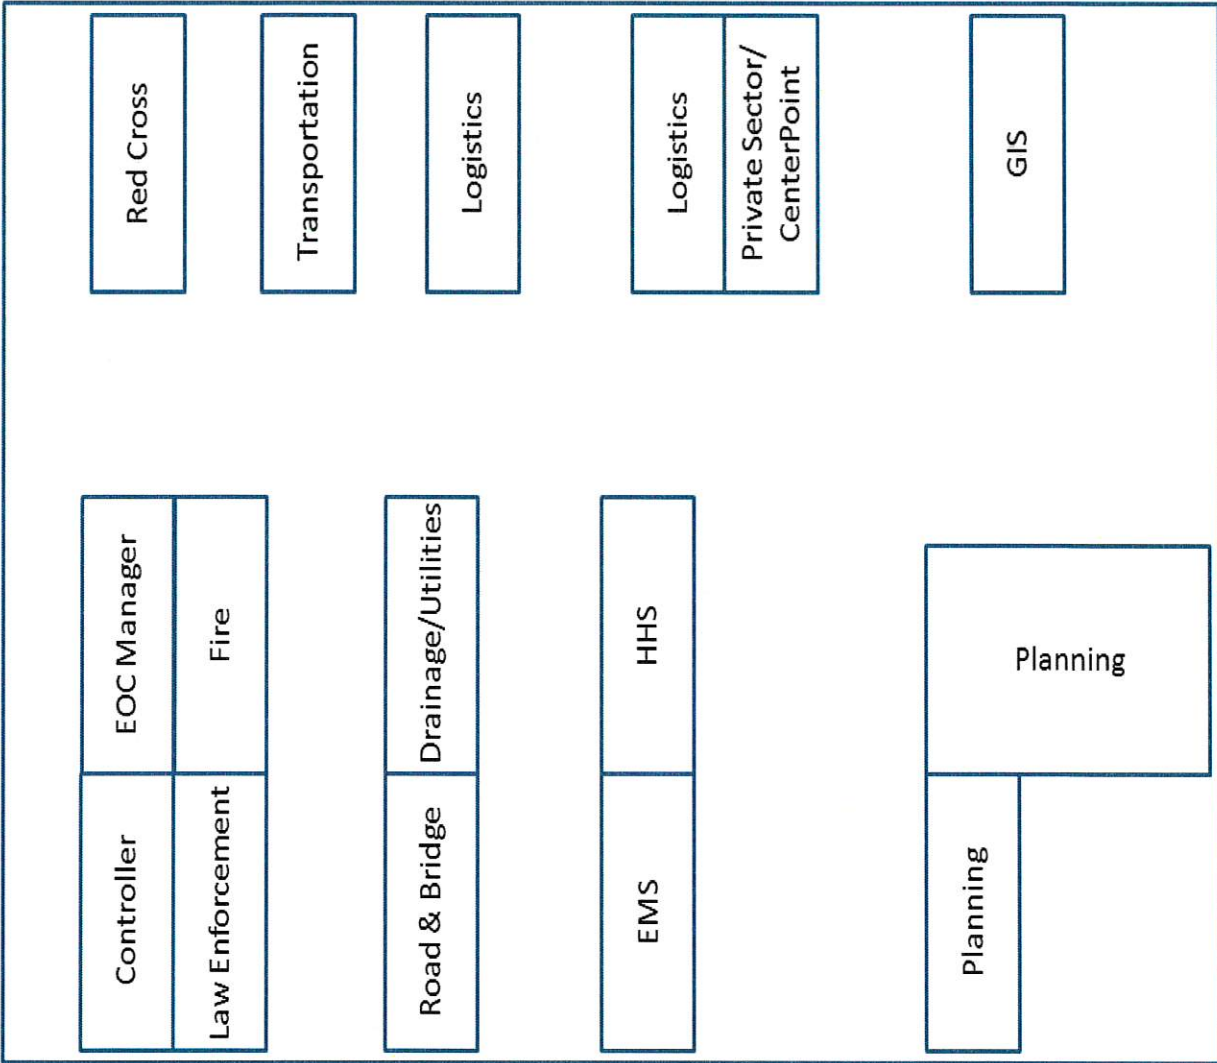 Red Cross
Transportation
Logistics
Logistics
Private Sector/
CenterPoint
GIS
EOC Manager
Fire
Drainage/Utilities
HHS
Planning
Controller
Law Enforcement
Road & Bridge
EMS
Planning